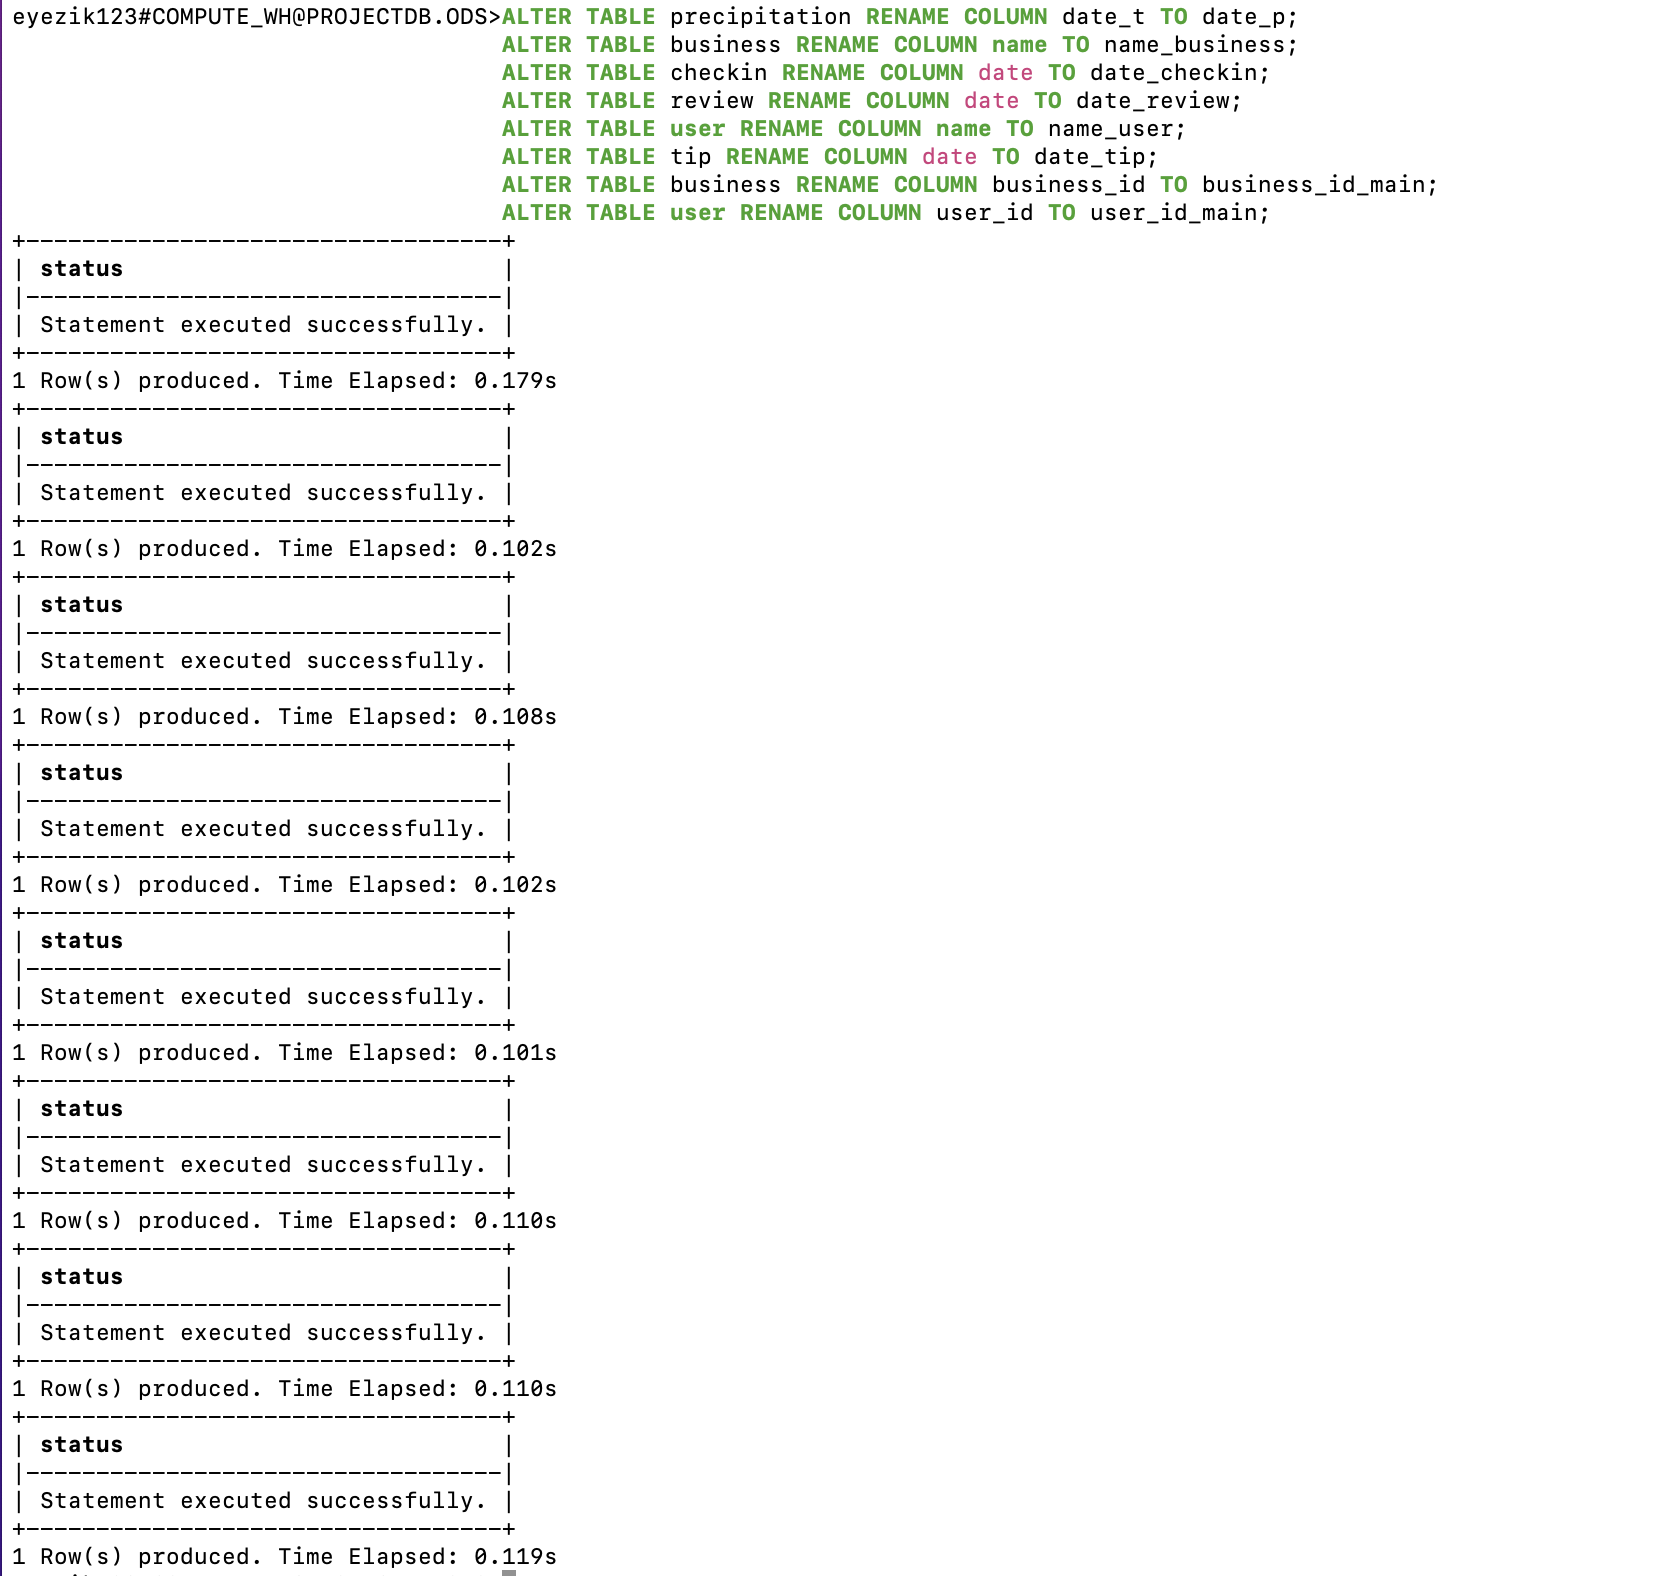 eyezik123#COMPUTE_WH@PROJECTDB.ODS>ALTER TABLE precipitation RENAME COLUMN date_t TO date_p;
ALTER TABLE business RENAME COLUMN name TO name_business;
ALTER TABLE checkin RENAME COLUMN date TO date_checkin;
ALTER TABLE review RENAME COLUMN date TO date_review;
ALTER TABLE user RENAME COLUMN name TO name_user;
ALTER TABLE tip RENAME COLUMN date TO date_tip;
ALTER TABLE business RENAME COLUMN business_id TO business_id_main;
ALTER TABLE user RENAME COLUMN user_id TO user_id_main;
+----------------------------------+
| status                           |
|----------------------------------|
| Statement executed successfully. |
+----------------------------------+
1 Row(s) produced. Time Elapsed: 0.179s
+----------------------------------+
| status                           |
|----------------------------------|
| Statement executed successfully. |
+----------------------------------+
1 Row(s) produced. Time Elapsed: 0.102s
+----------------------------------+
| status                           |
|----------------------------------|
| Statement executed successfully. |
+----------------------------------+
1 Row(s) produced. Time Elapsed: 0.108s
+----------------------------------+
| status                           |
|----------------------------------|
| Statement executed successfully. |
+----------------------------------+
1 Row(s) produced. Time Elapsed: 0.102s
+----------------------------------+
| status                           |
|----------------------------------|
| Statement executed successfully. |
+----------------------------------+
1 Row(s) produced. Time Elapsed: 0.101s
+----------------------------------+
| status                           |
|----------------------------------|
| Statement executed successfully. |
+----------------------------------+
1 Row(s) produced. Time Elapsed: 0.110s
+----------------------------------+
| status                           |
|----------------------------------|
| Statement executed successfully. |
+----------------------------------+
1 Row(s) produced. Time Elapsed: 0.110s
+----------------------------------+
| status                           |
|----------------------------------|
| Statement executed successfully. |
+----------------------------------+
1 Row(s) produced. Time Elapsed: 0.119s